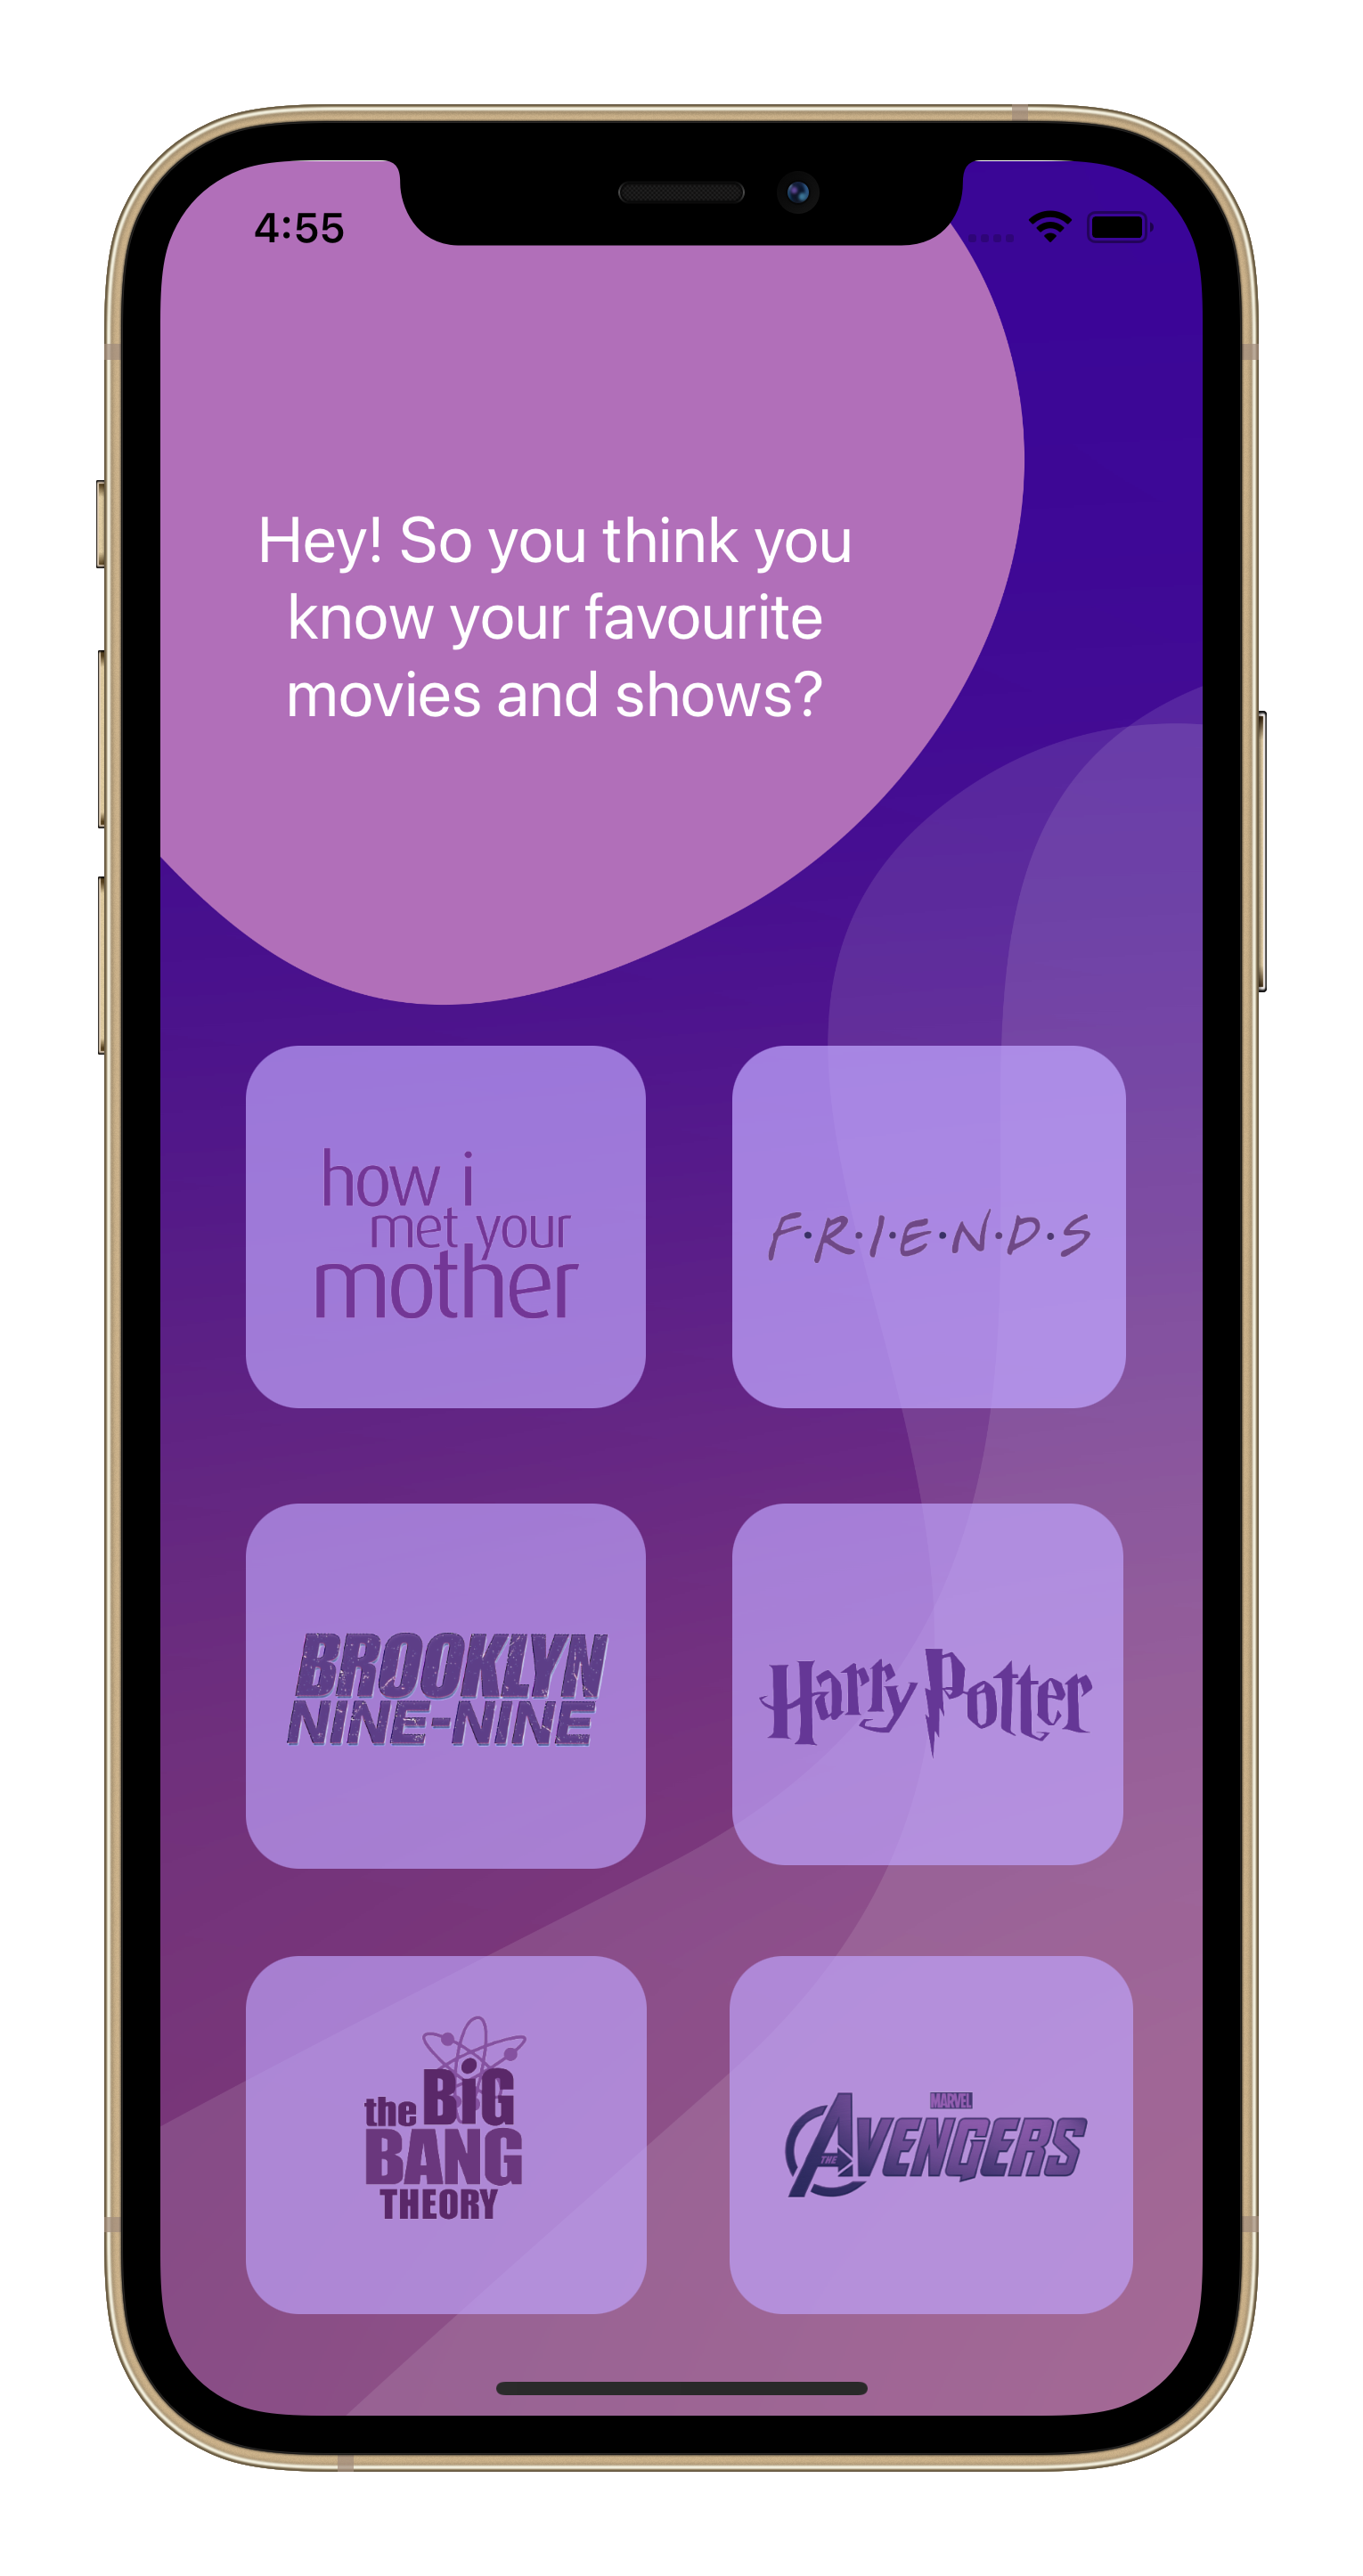 4:55
Hey! So you think you
know your favourite
movies and shows?
how i
met your
mother
F·R·I·E·N·D·S
BROOKLYN
NINE-NINE
Harry Potter
the BiG
BANG
THEORY
MARVEL
THE AVENGERS